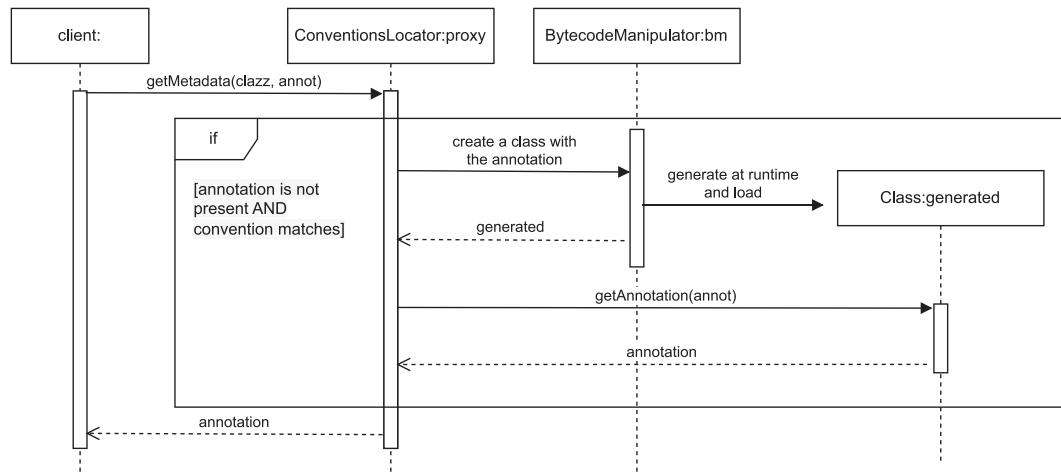 client:
ConventionsLocator:proxy
BytecodeManipulator:bm
getMetadata(clazz, annot)
if
create a class with
the annotation
[annotation is not
present AND
convention matches]
generate at runtime
and load
Class:generated
generated
getAnnotation(annot)
annotation
annotation